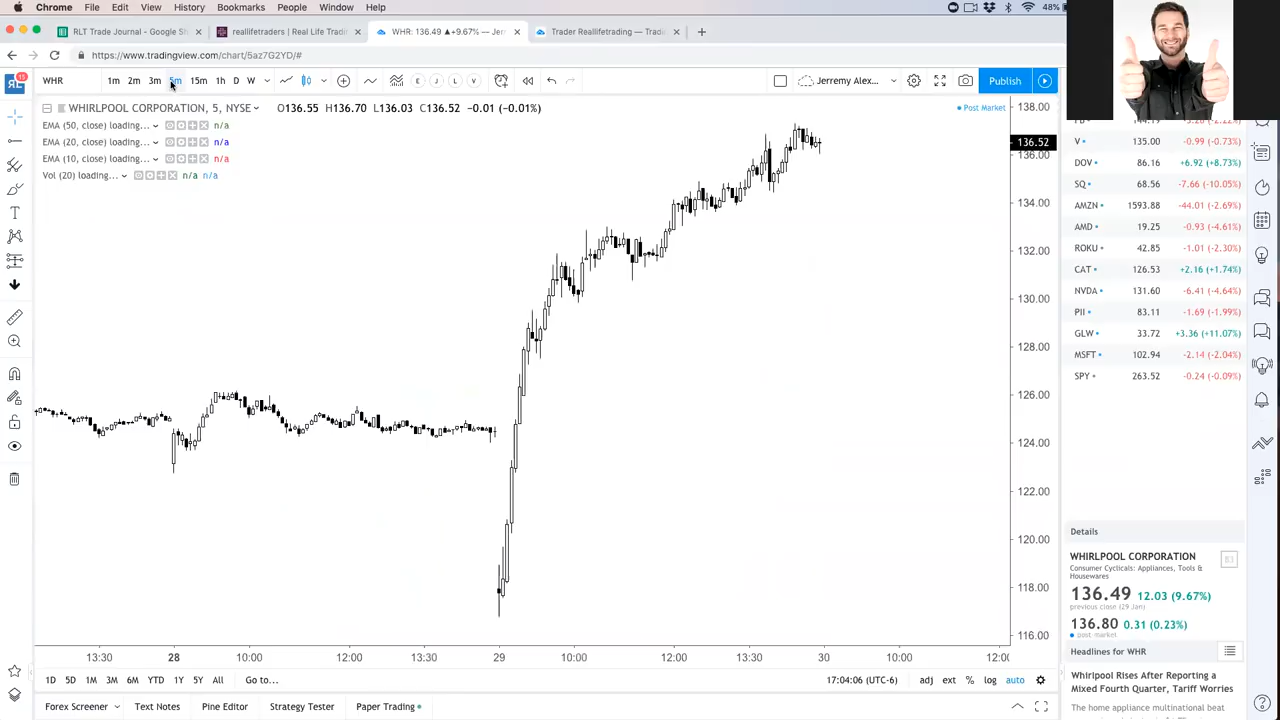 Chrome File Edit View History Bookmarks People Window Help 48%
RLT Trade Journal - Google Sh × reallifetraders | Real Life Tradi × WHR: 136.49 ▲+9.67% — Jer × Trader Reallifetrading — Tradi ×
https://www.tradingview.com/chart/5az7G2YD/#
15
WHR 1m 2m 3m 5m 15m 1h D W E J L V Jeremy Alex... Publish
WHIRLPOOL CORPORATION, 5, NYSE H136.70 L136.03 C136.52 -0.01 (-0.01%)
Post Market
EMA (50, close) loading... n/a
EMA (20, close) loading... n/a
EMA (10, close) loading... n/a
Vol (20) loading... n/a n/a
138.00
136.52
136.00
134.00
132.00
130.00
128.00
126.00
124.00
122.00
120.00
118.00
116.00
13:30 28 10:00 12:00 13:30 29 10:00 12:00 13:30 30 10:00
1D 5D 1M 3M 6M YTD 1Y 5Y All Go to... 17:04:06 (UTC-6) adj ext % log auto
Forex Screener Text Notes Pine Editor Strategy Tester Paper Trading
V 135.00 -0.99 (-0.73%)
DOV 86.16 +6.92 (+8.73%)
SQ 68.56 -7.66 (-10.05%)
AMZN 1593.88 -44.01 (-2.69%)
AMD 19.25 -0.93 (-4.61%)
ROKU 42.85 -1.01 (-2.30%)
CAT 126.53 +2.16 (+1.74%)
NVDA 131.60 -6.41 (-4.64%)
PII 83.11 -1.69 (-1.99%)
GLW 33.72 +3.36 (+11.07%)
MSFT 102.94 -2.14 (-2.04%)
SPY 263.52 -0.24 (-0.09%)
Details
WHIRLPOOL CORPORATION
Consumer Cyclicals: Appliances, Tools &
Housewares
136.49 12.03 (9.67%)
previous close (29 Jan)
136.80 0.31 (0.23%)
post-market
Headlines for WHR
Whirlpool Rises After Reporting a
Mixed Fourth Quarter, Tariff Worries
The home appliance multinational beat